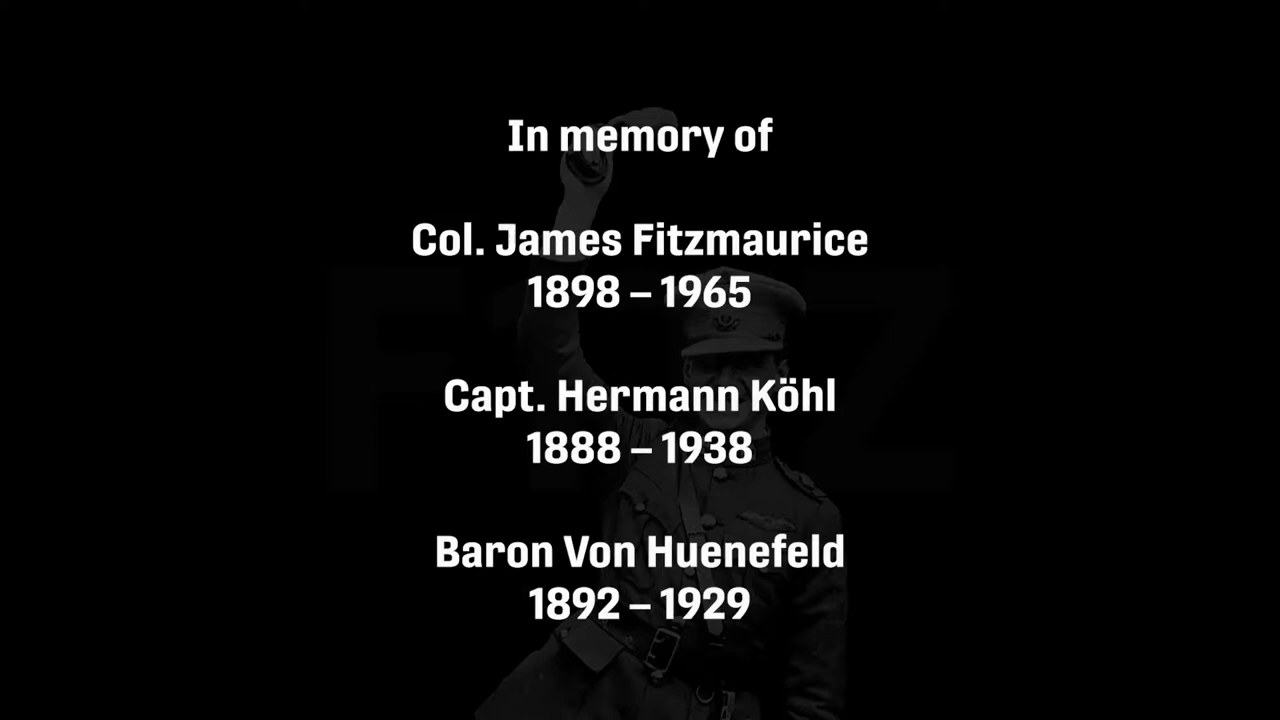 In memory of
Col. James Fitzmaurice
1898 – 1965
Capt. Hermann Köhl
1888 – 1938
Baron Von Huenefeld
1892 – 1929